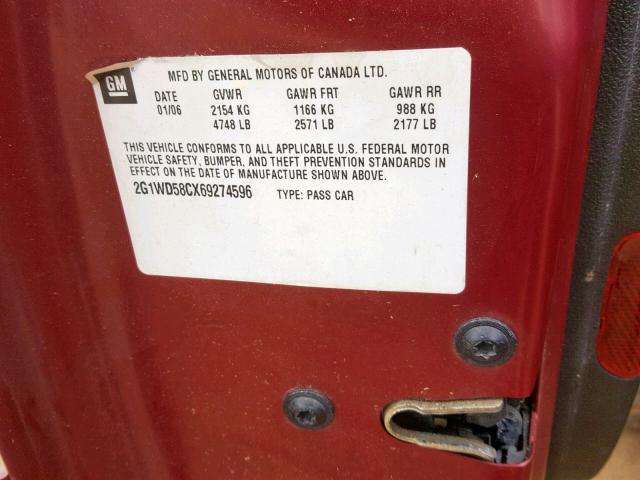 GM
MFD BY GENERAL MOTORS OF CANADA LTD.
DATE GVWR GAWR FRT GAWR RR
01/06 2154 KG 1166 KG 988 KG
4748 LB 2571 LB 2177 LB
THIS VEHICLE CONFORMS TO ALL APPLICABLE U.S. FEDERAL MOTOR
VEHICLE SAFETY, BUMPER, AND THEFT PREVENTION STANDARDS IN
EFFECT ON THE DATE OF MANUFACTURE SHOWN ABOVE.
2G1WD58CX69274596 TYPE: PASS CAR